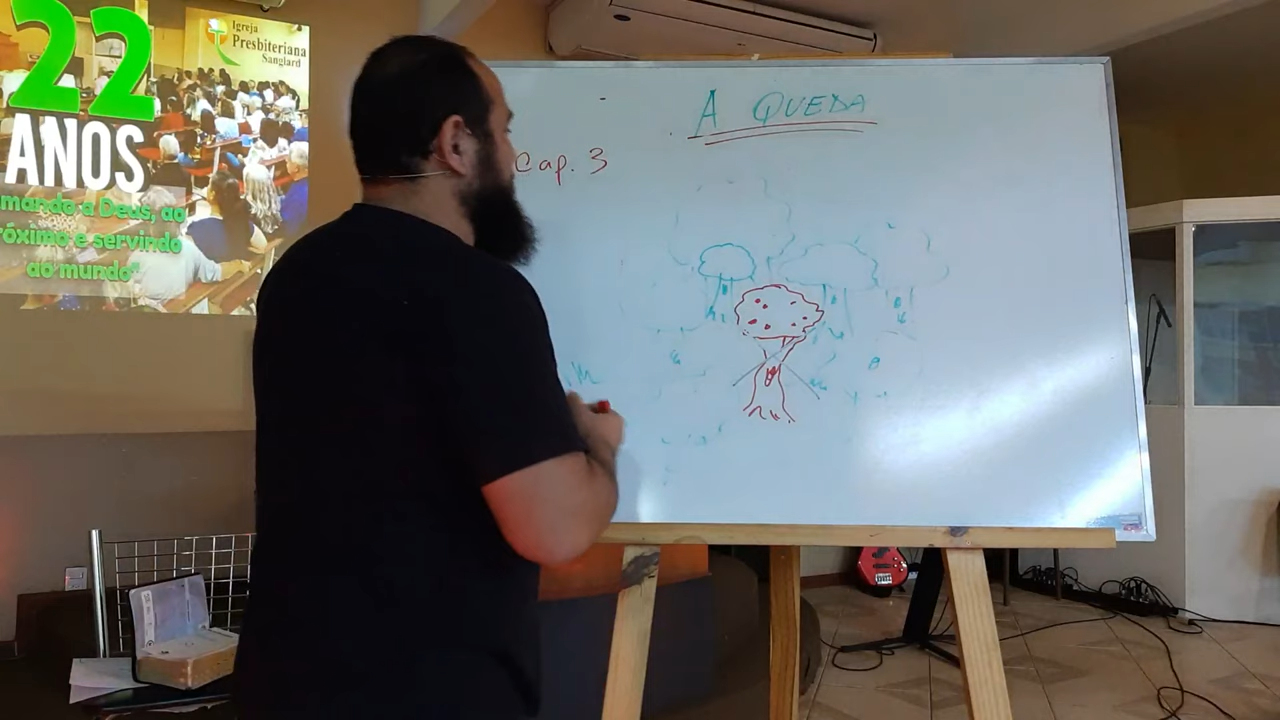 22
ANOS
mando a Deus, ao
róximo e servindo
ao mundo"
Igreja
Presbiteriana
Sanglard
A QUEDA
Cap. 3